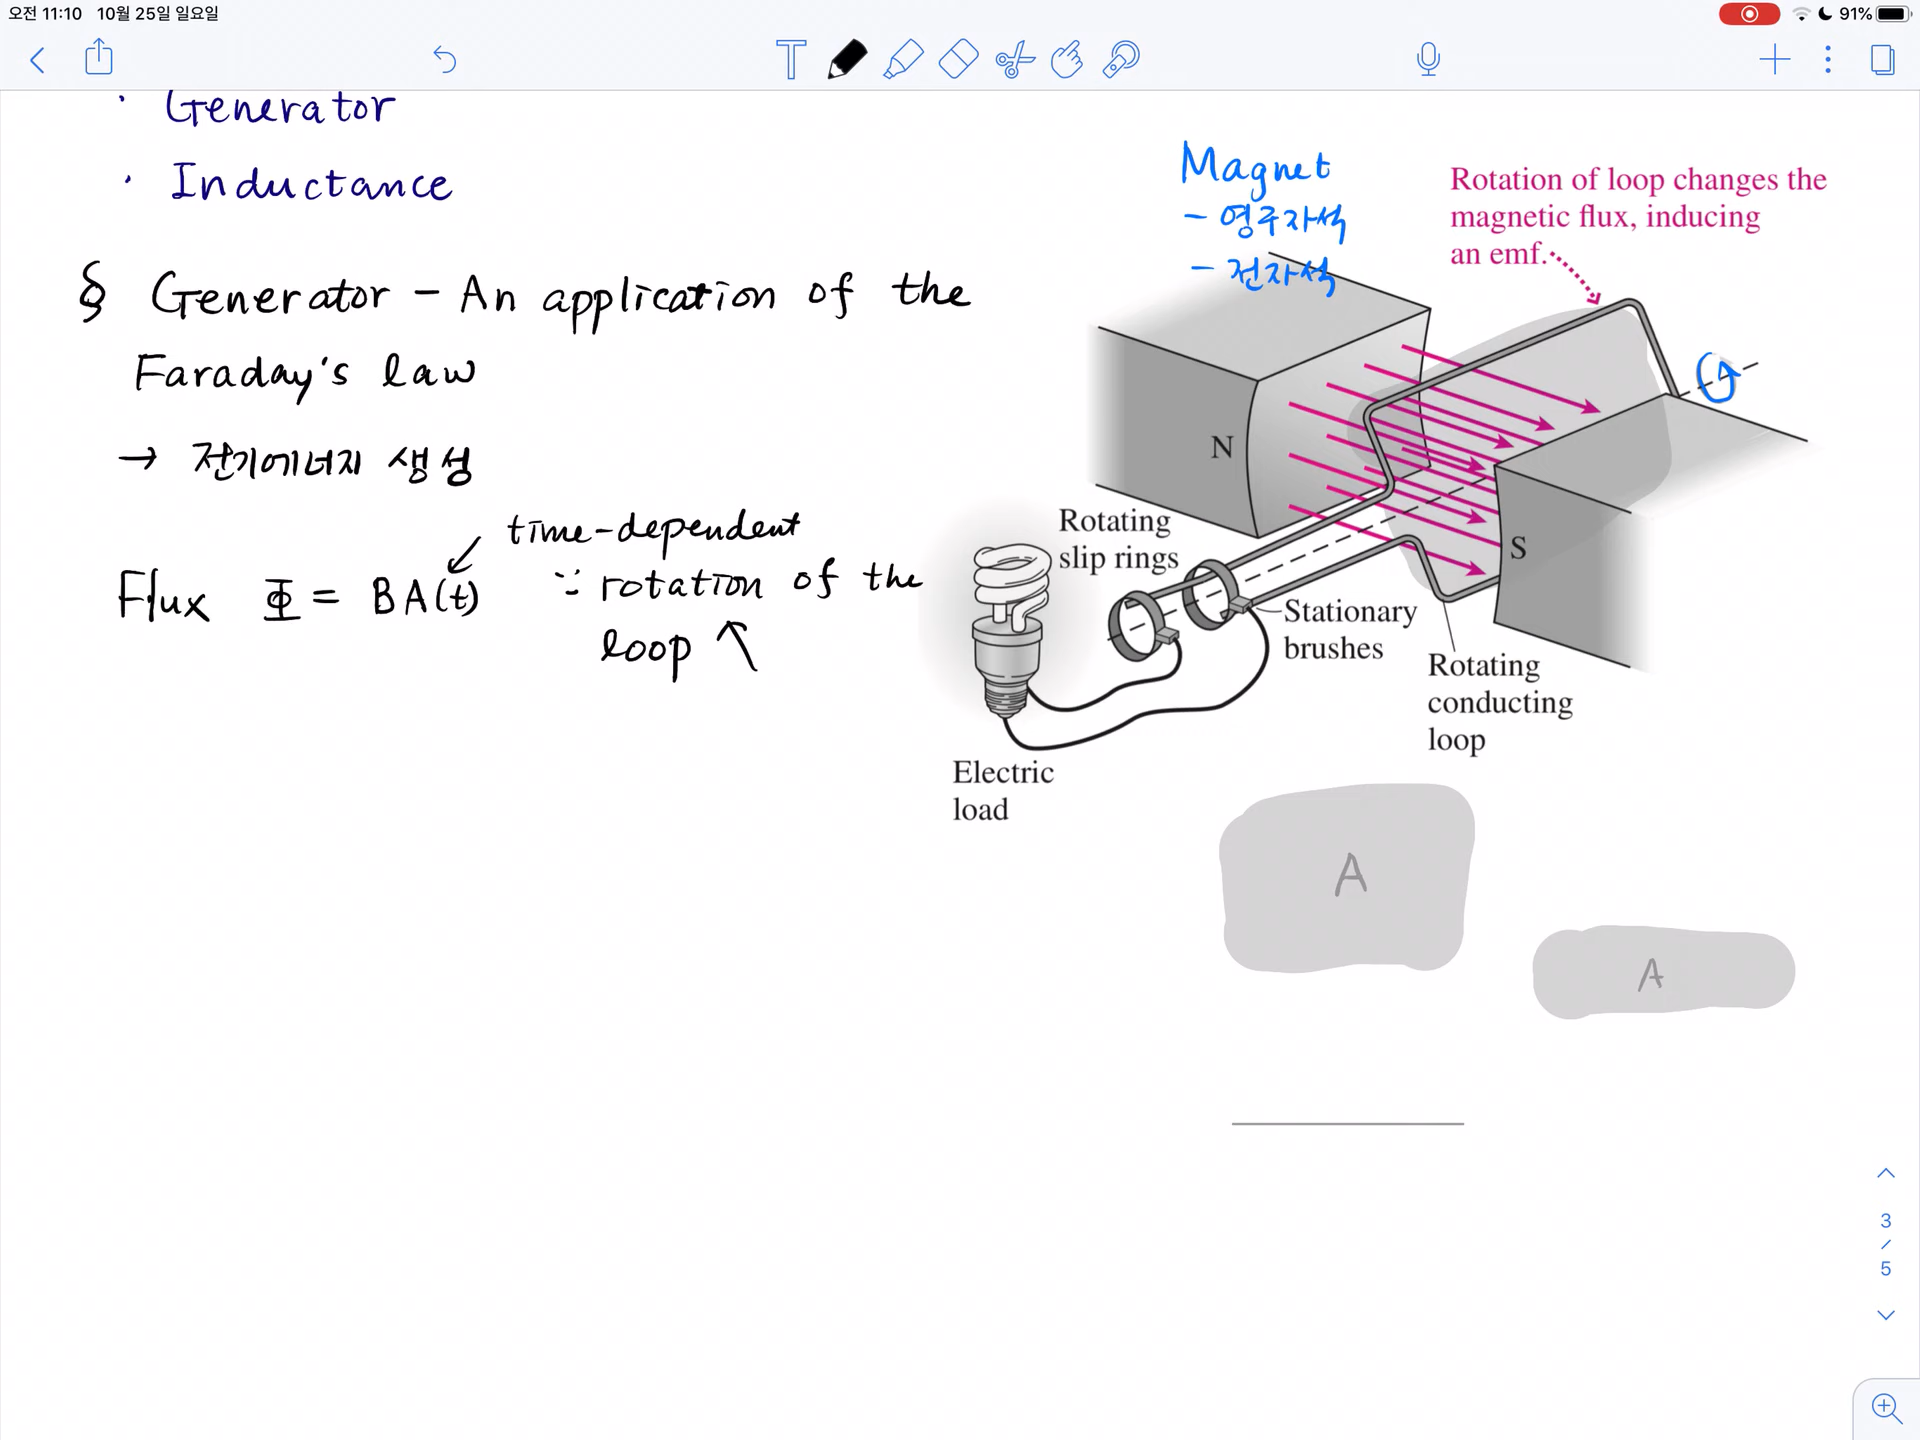 오전 11:10 10월 25일 일요일
91%
· Generator
· Inductance
§ Generator - An application of the
Faraday's law
→ 전기에너지 생성
Flux Φ = BA(t)
time-dependent
∵ rotation of the
loop
Magnet
- 영구자석
- 전자석
Rotation of loop changes the
magnetic flux, inducing
an emf.
N
S
Rotating
slip rings
Stationary
brushes
Rotating
conducting
loop
Electric
load
A
A
3
/
5